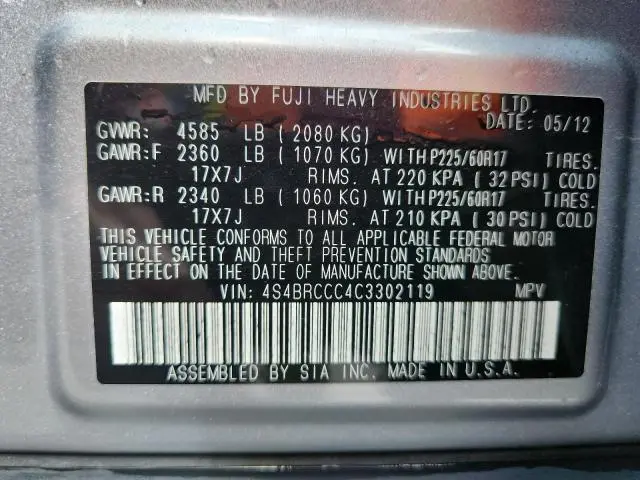 MFD BY FUJI HEAVY INDUSTRIES LTD.
DATE: 05/12
GVWR: 4585 LB ( 2080 KG)
GAWR:F 2360 LB ( 1070 KG) WITH P225/60R17 TIRES.
17X7J RIMS. AT 220 KPA ( 32 PSI) COLD
GAWR:R 2340 LB ( 1060 KG) WITH P225/60R17 TIRES.
17X7J RIMS. AT 210 KPA ( 30 PSI) COLD
THIS VEHICLE CONFORMS TO ALL APPLICABLE FEDERAL MOTOR
VEHICLE SAFETY AND THEFT PREVENTION STANDARDS
IN EFFECT ON THE DATE OF MANUFACTURE SHOWN ABOVE.
VIN: 4S4BRCCC4C3302119 MPV
ASSEMBLED BY SIA INC. MADE IN U.S.A.